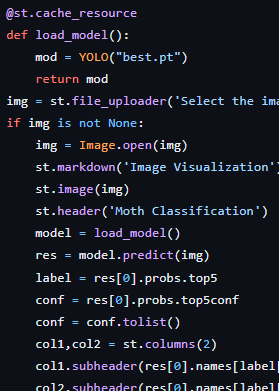 @st.cache_resource
def load_model():
    mod = YOLO("best.pt")
    return mod
img = st.file_uploader('Select the ima
if img is not None:
    img = Image.open(img)
    st.markdown('Image Visualization'
    st.image(img)
    st.header('Moth Classification')
    model = load_model()
    res = model.predict(img)
    label = res[0].probs.top5
    conf = res[0].probs.top5conf
    conf = conf.tolist()
    col1,col2 = st.columns(2)
    col1.subheader(res[0].names[label[
    col2.subheader(res[0].names[label[